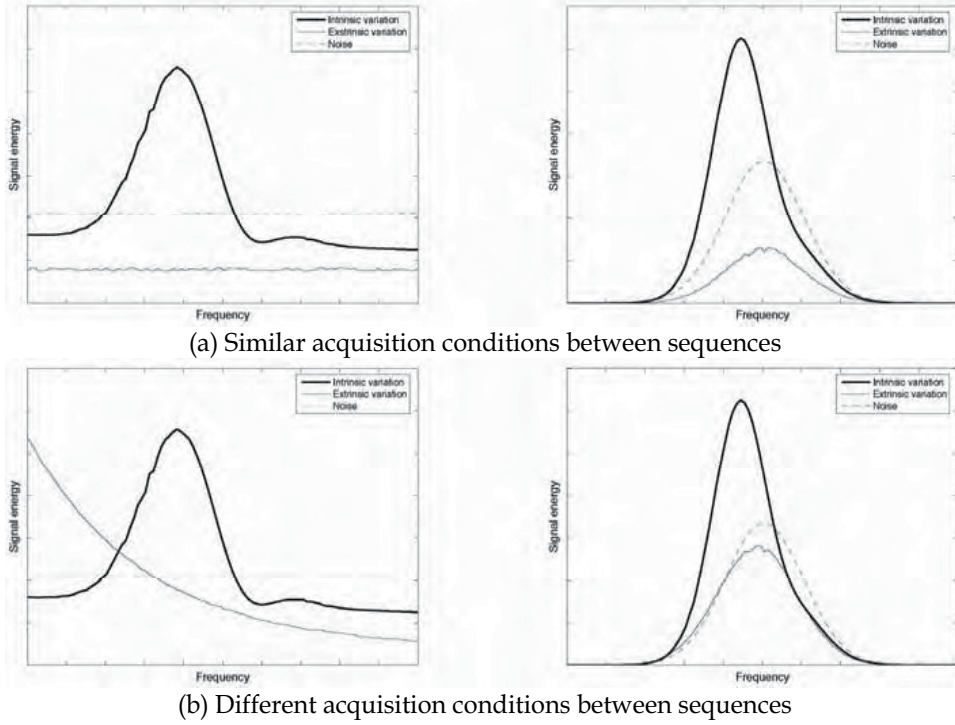 Intrinsic variation
Exstrinsic variation
Noise
Signal energy
Frequency
Intrinsic variation
Extrinsic variation
Noise
Signal energy
Frequency
(a) Similar acquisition conditions between sequences
Intrinsic variation
Extrinsic variation
Noise
Signal energy
Frequency
Intrinsic variation
Extrinsic variation
Noise
Signal energy
Frequency
(b) Different acquisition conditions between sequences